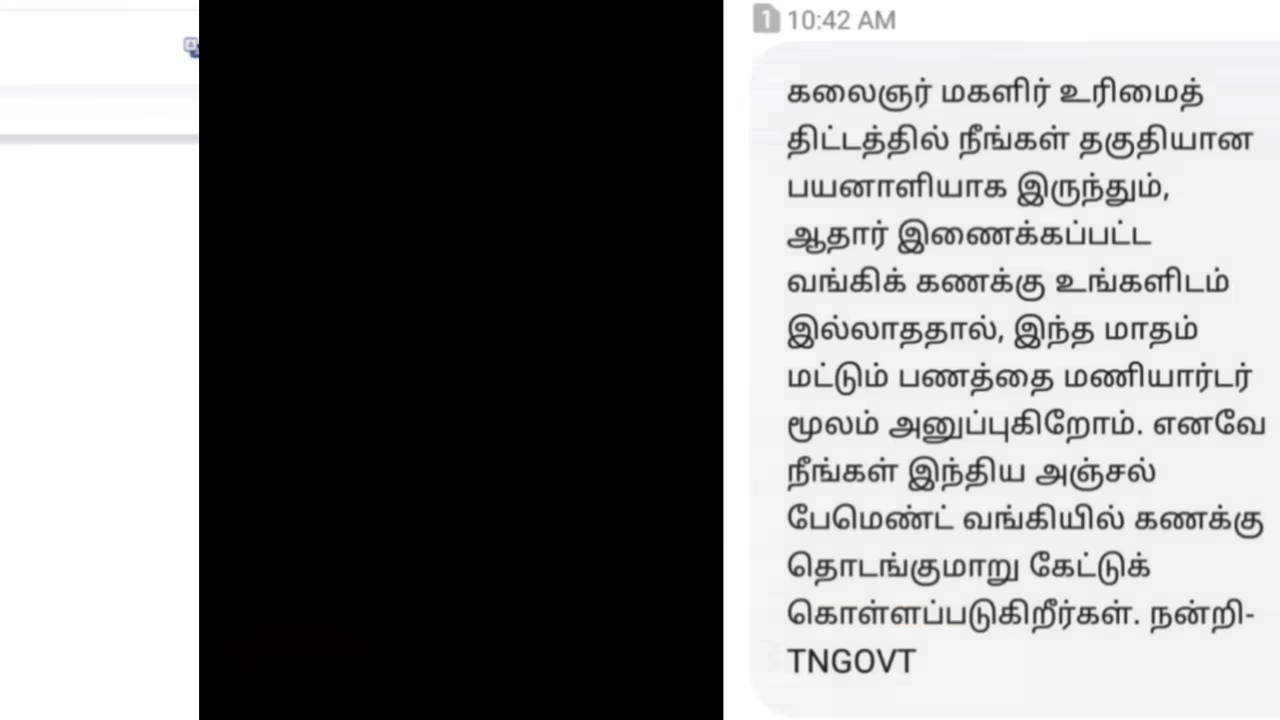 1 10:42 AM
கலைஞர் மகளிர் உரிமைத்
திட்டத்தில் நீங்கள் தகுதியான
பயனாளியாக இருந்தும்,
ஆதார் இணைக்கப்பட்ட
வங்கிக் கணக்கு உங்களிடம்
இல்லாததால், இந்த மாதம்
மட்டும் பணத்தை மணியார்டர்
மூலம் அனுப்புகிறோம். எனவே
நீங்கள் இந்திய அஞ்சல்
பேமெண்ட் வங்கியில் கணக்கு
தொடங்குமாறு கேட்டுக்
கொள்ளப்படுகிறீர்கள். நன்றி-
TNGOVT